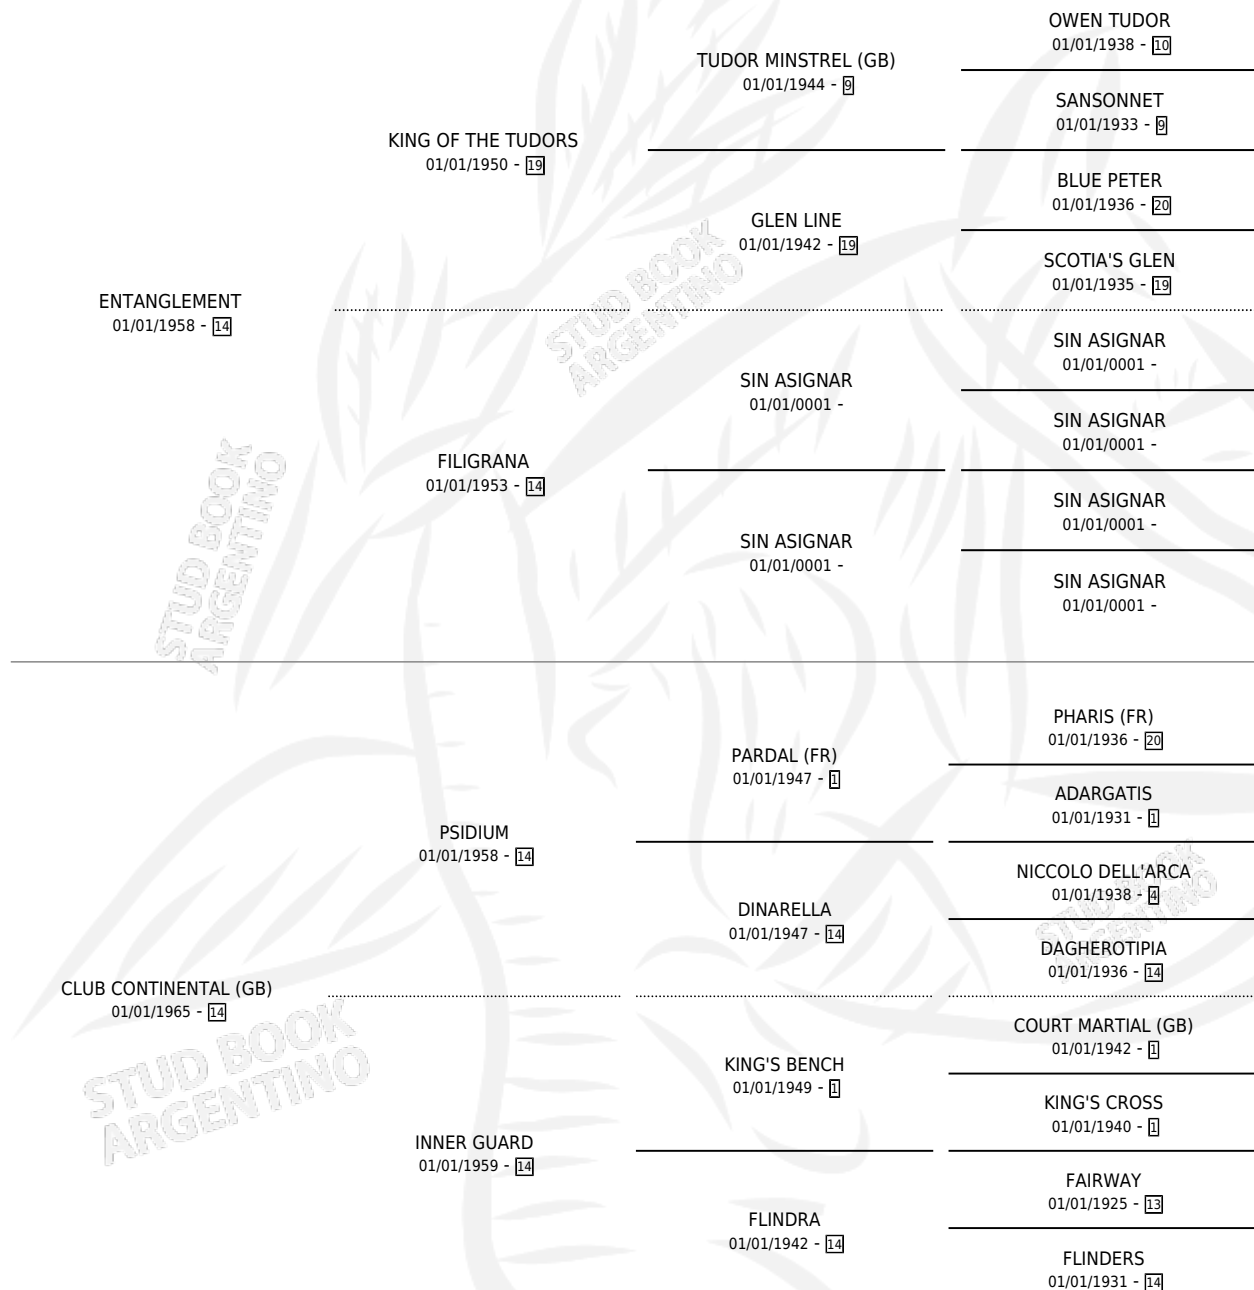 OWEN TUDOR
01/01/1938 - 10
TUDOR MINSTREL (GB)
01/01/1944 - 9
SANSONNET
01/01/1933 - 9
KING OF THE TUDORS
01/01/1950 - 19
BLUE PETER
01/01/1936 - 20
GLEN LINE
01/01/1942 - 19
SCOTIA'S GLEN
01/01/1935 - 19
ENTANGLEMENT
01/01/1958 - 14
SIN ASIGNAR
01/01/0001 -
SIN ASIGNAR
01/01/0001 -
SIN ASIGNAR
01/01/0001 -
FILIGRANA
01/01/1953 - 14
SIN ASIGNAR
01/01/0001 -
SIN ASIGNAR
01/01/0001 -
SIN ASIGNAR
01/01/0001 -
STUD BOOK
ARGENTINO
STUD BOOK
ARGENTINO
PHARIS (FR)
01/01/1936 - 20
PARDAL (FR)
01/01/1947 - 1
ADARGATIS
01/01/1931 - 1
PSIDIUM
01/01/1958 - 14
NICCOLO DELL'ARCA
01/01/1938 - 4
DINARELLA
01/01/1947 - 14
DAGHEROTIPIA
01/01/1936 - 14
CLUB CONTINENTAL (GB)
01/01/1965 - 14
COURT MARTIAL (GB)
01/01/1942 - 1
KING'S BENCH
01/01/1949 - 1
KING'S CROSS
01/01/1940 - 1
INNER GUARD
01/01/1959 - 14
FAIRWAY
01/01/1925 - 13
FLINDRA
01/01/1942 - 14
FLINDERS
01/01/1931 - 14
STUD BOOK
ARGENTINO
STUD BOOK
ARGENTINO